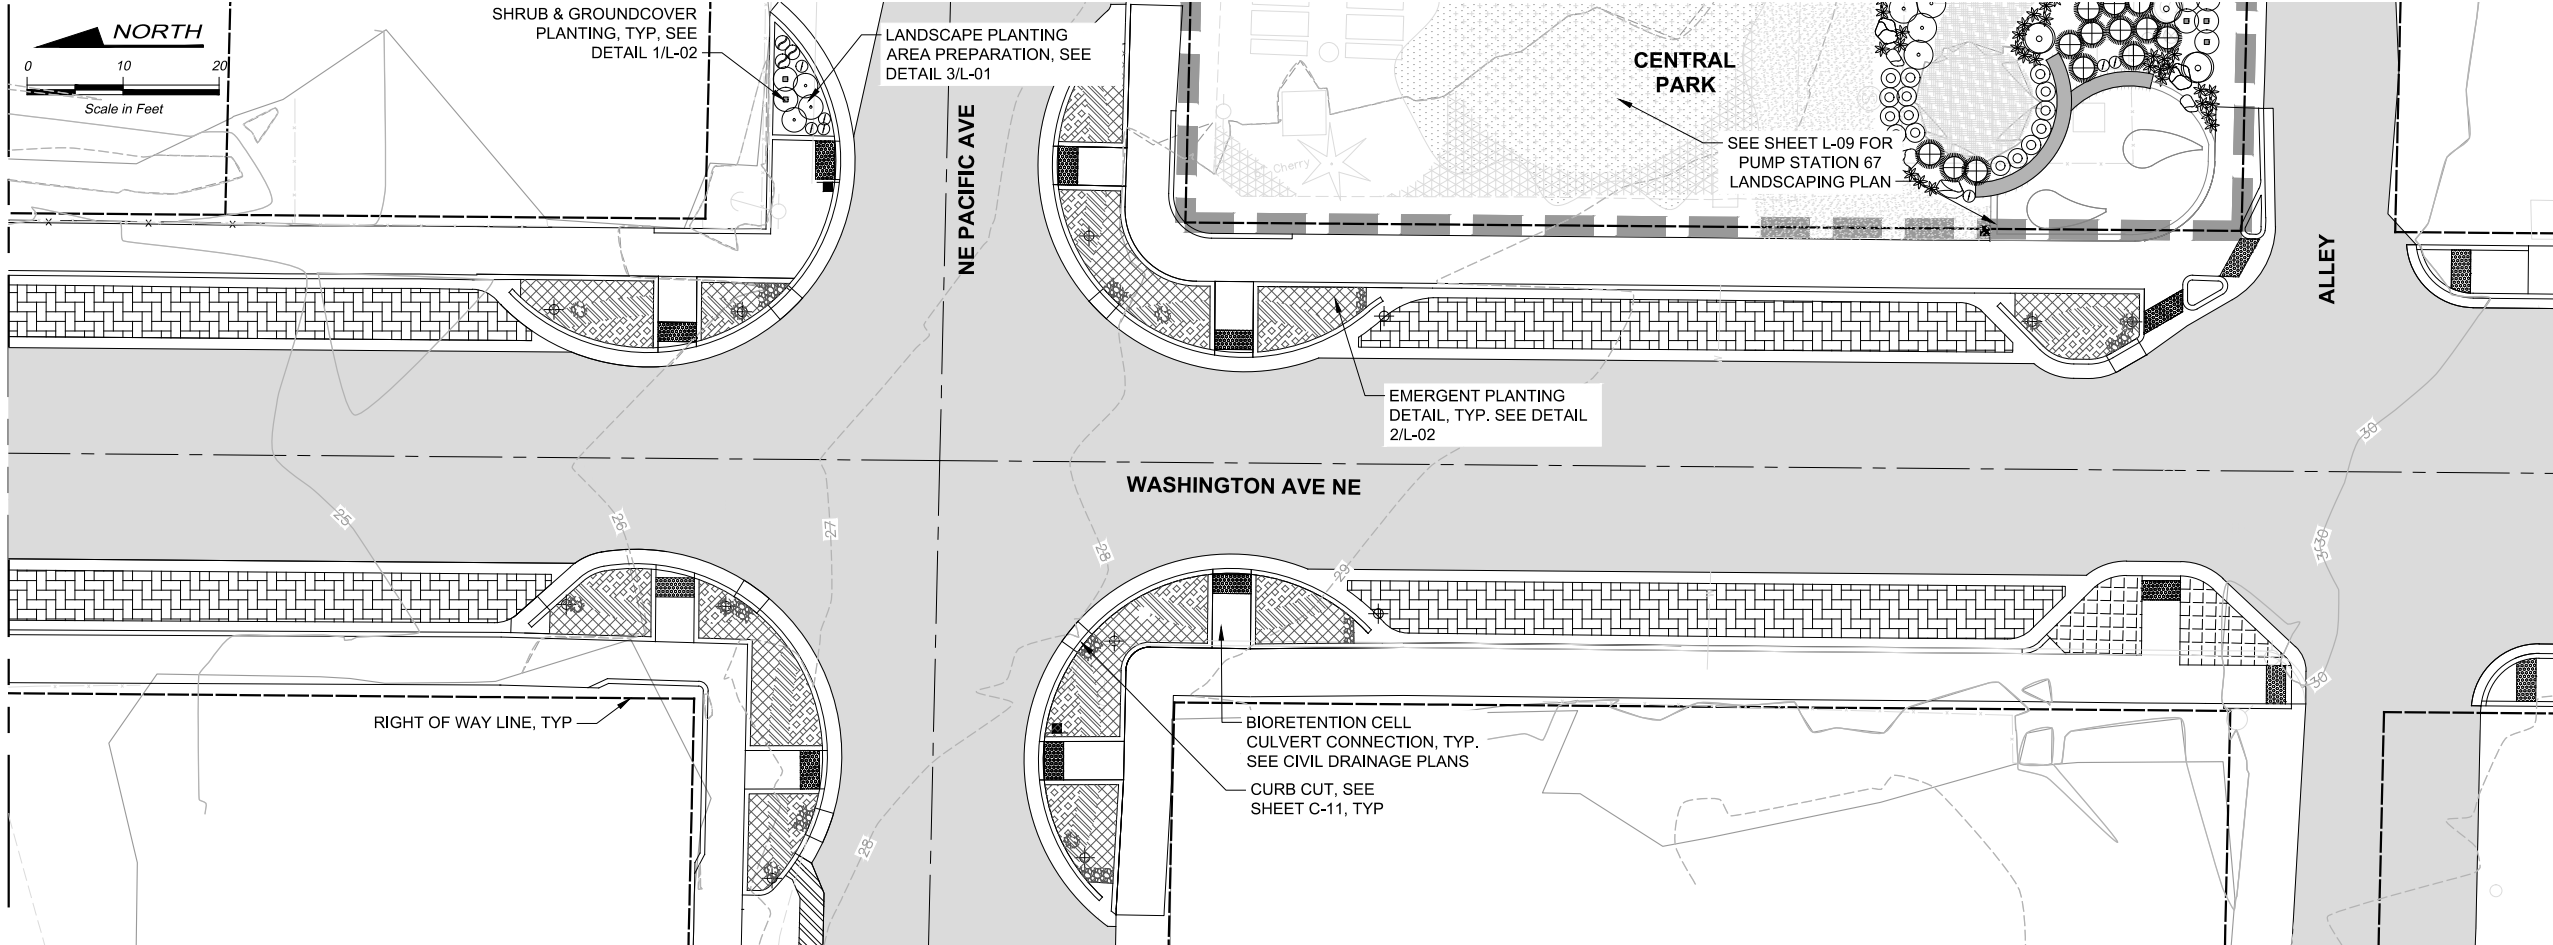 NORTH
0 10 20
Scale in Feet
SHRUB & GROUNDCOVER
PLANTING, TYP, SEE
DETAIL 1/L-02
LANDSCAPE PLANTING
AREA PREPARATION, SEE
DETAIL 3/L-01
NE PACIFIC AVE
CENTRAL
PARK
Cherry
SEE SHEET L-09 FOR
PUMP STATION 67
LANDSCAPING PLAN
ALLEY
EMERGENT PLANTING
DETAIL, TYP. SEE DETAIL
2/L-02
WASHINGTON AVE NE
25
26
27
28
29
30
30
30
28
RIGHT OF WAY LINE, TYP
BIORETENTION CELL
CULVERT CONNECTION, TYP.
SEE CIVIL DRAINAGE PLANS
CURB CUT, SEE
SHEET C-11, TYP